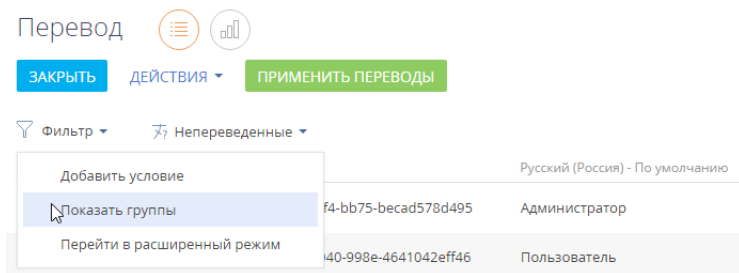 Перевод
ЗАКРЫТЬ ДЕЙСТВИЯ ПРИМЕНИТЬ ПЕРЕВОДЫ
Фильтр Непереведенные
Добавить условие
Русский (Россия) - По умолчанию
Показать группы
f4-bb75-becad578d495 Администратор
Перейти в расширенный режим
040-998e-4641042eff46 Пользователь